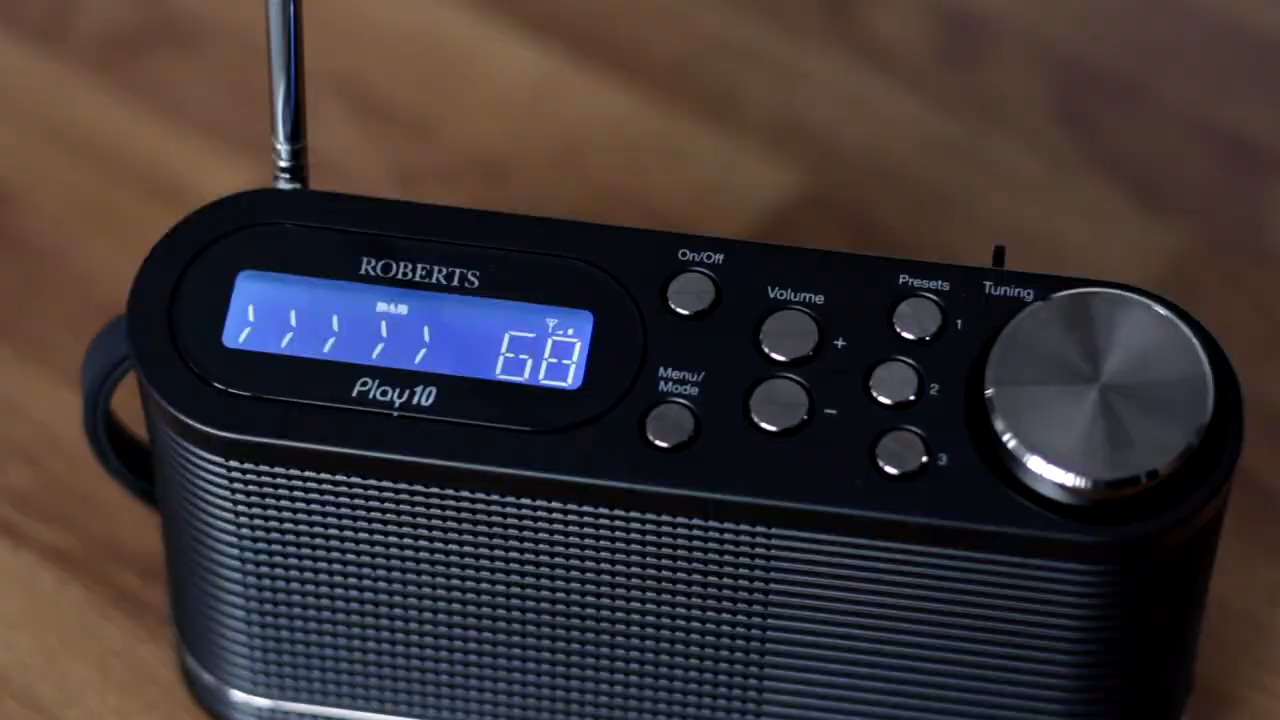 ROBERTS
DAB
> > > > > 68
Play10
On/Off
Menu/
Mode
Volume
+
−
Presets
1
2
3
Tuning